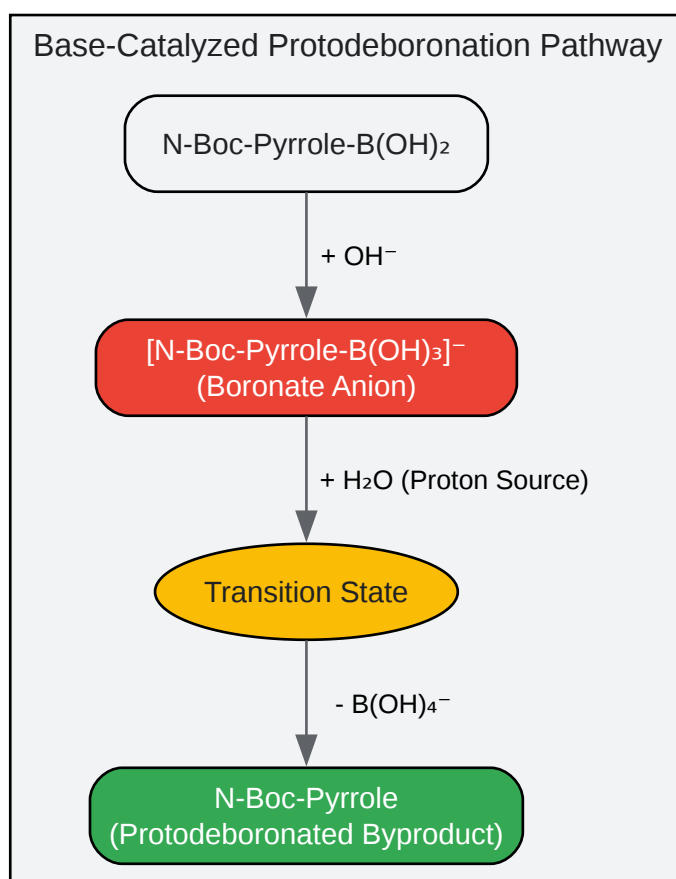 Base-Catalyzed Protodeboronation Pathway
N-Boc-Pyrrole-B(OH)₂
+ OH⁻
[N-Boc-Pyrrole-B(OH)₃]⁻
(Boronate Anion)
+ H₂O (Proton Source)
Transition State
- B(OH)₄⁻
N-Boc-Pyrrole
(Protodeboronated Byproduct)